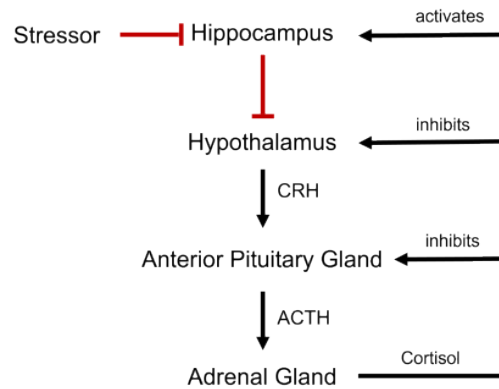 activates
Stressor
Hippocampus
Hypothalamus
inhibits
CRH
Anterior Pituitary Gland
inhibits
ACTH
Adrenal Gland
Cortisol